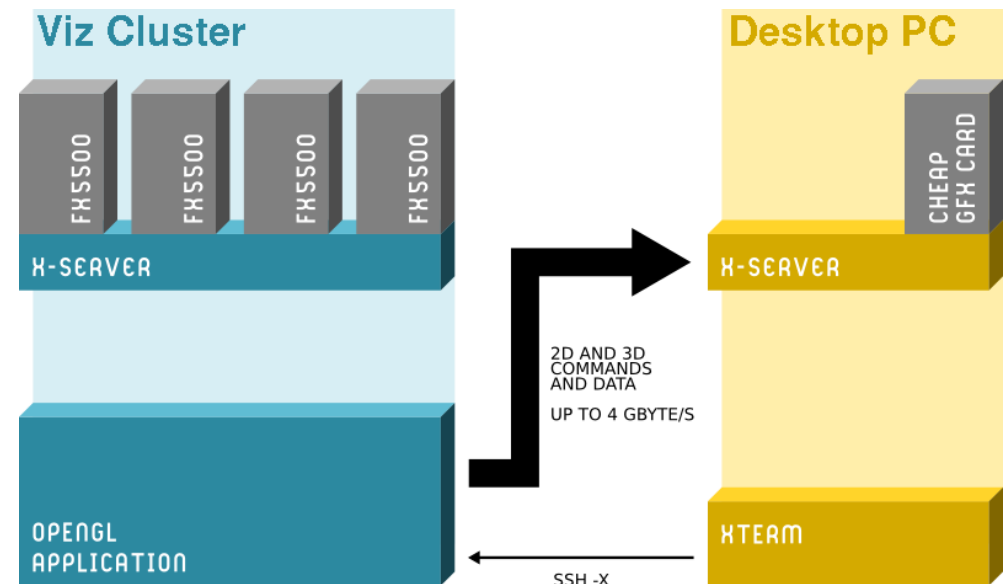 Viz Cluster
Desktop PC
FX5500
FX5500
FX5500
FX5500
CHEAP
GFX CARD
X-SERVER
X-SERVER
2D AND 3D
COMMANDS
AND DATA
UP TO 4 GBYTE/S
OPENGL
APPLICATION
XTERM
SSH -X